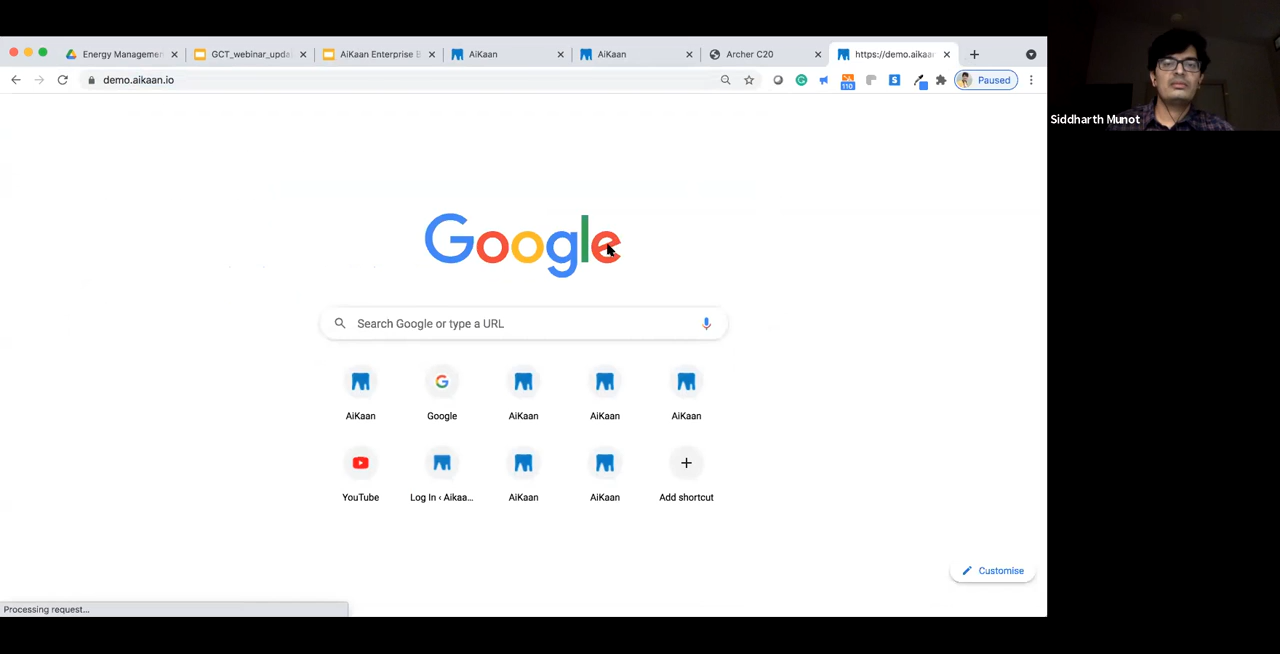 Energy Managemen
GCT_webinar_upda
AiKaan Enterprise B
AiKaan
AiKaan
Archer C20
https://demo.aikaan
demo.aikaan.io
110
Paused
Siddharth Munot
Google
Search Google or type a URL
AiKaan
Google
AiKaan
AiKaan
AiKaan
YouTube
Log In ‹ Aikaa...
AiKaan
AiKaan
Add shortcut
Customise
Processing request...